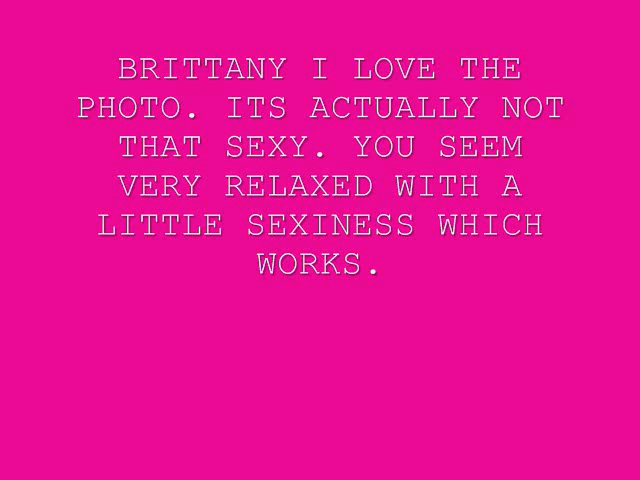 BRITTANY I LOVE THE
PHOTO. ITS ACTUALLY NOT
THAT SEXY. YOU SEEM
VERY RELAXED WITH A
LITTLE SEXINESS WHICH
WORKS.